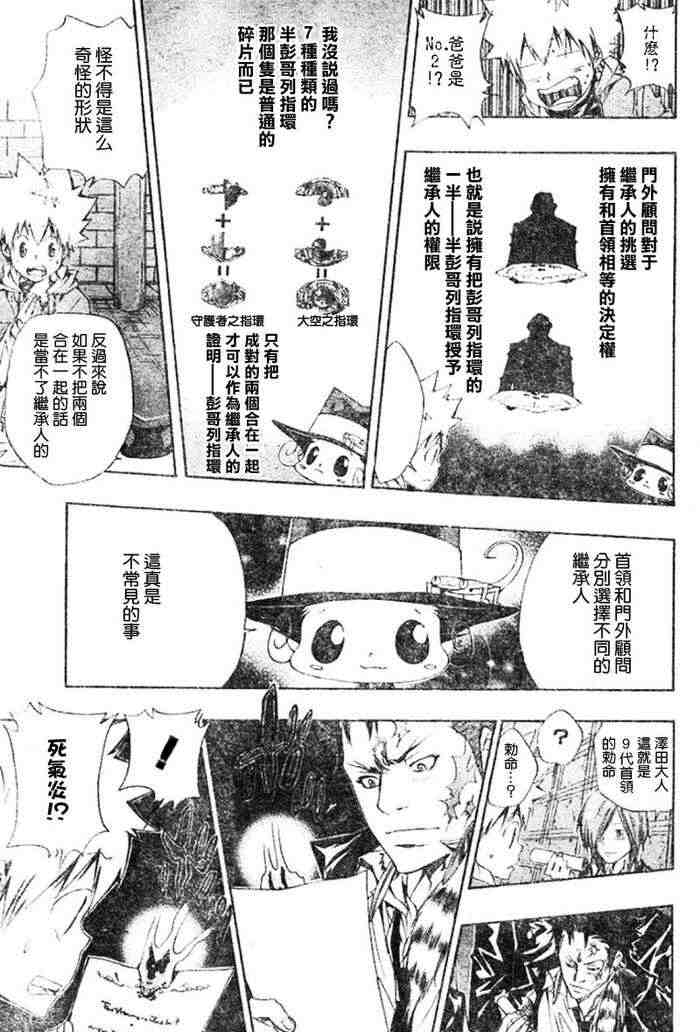 什麽!?
爸爸是
No.2!?
門外顧問對于
繼承人的挑選
擁有和首領相等的決定權
也就是說擁有把彭哥列指環的
一半——半彭哥列指環授予
繼承人的權限
我沒說過嗎?
7種種類的
半彭哥列指環
那個隻是普通的
碎片而已
大空之指環
守護者之指環
只有把
成對的兩個合在一起
才可以作為繼承人的
證明——彭哥列指環
怪不得是這么
奇怪的形狀
反過來說
如果不把兩個
合在一起的話
是當不了繼承人的
首領和門外顧問
分別選擇不同的
繼承人
這真是
不常見的事
澤田大人
這就是
9代首領
的勅命
?
勅命…?
!
死氣炎!?